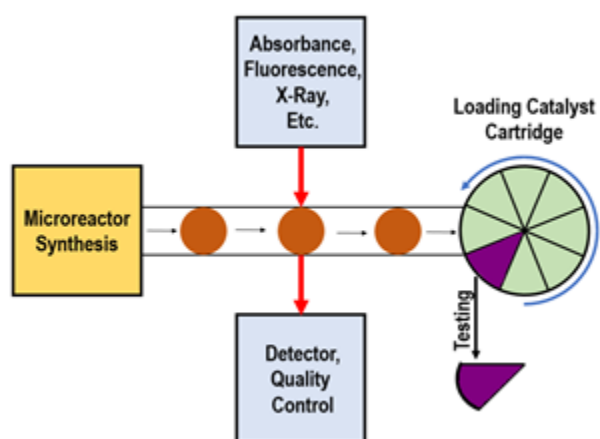 Absorbance,
Fluorescence,
X-Ray,
Etc.
Loading Catalyst
Cartridge
Microreactor
Synthesis
Testing
Detector,
Quality
Control